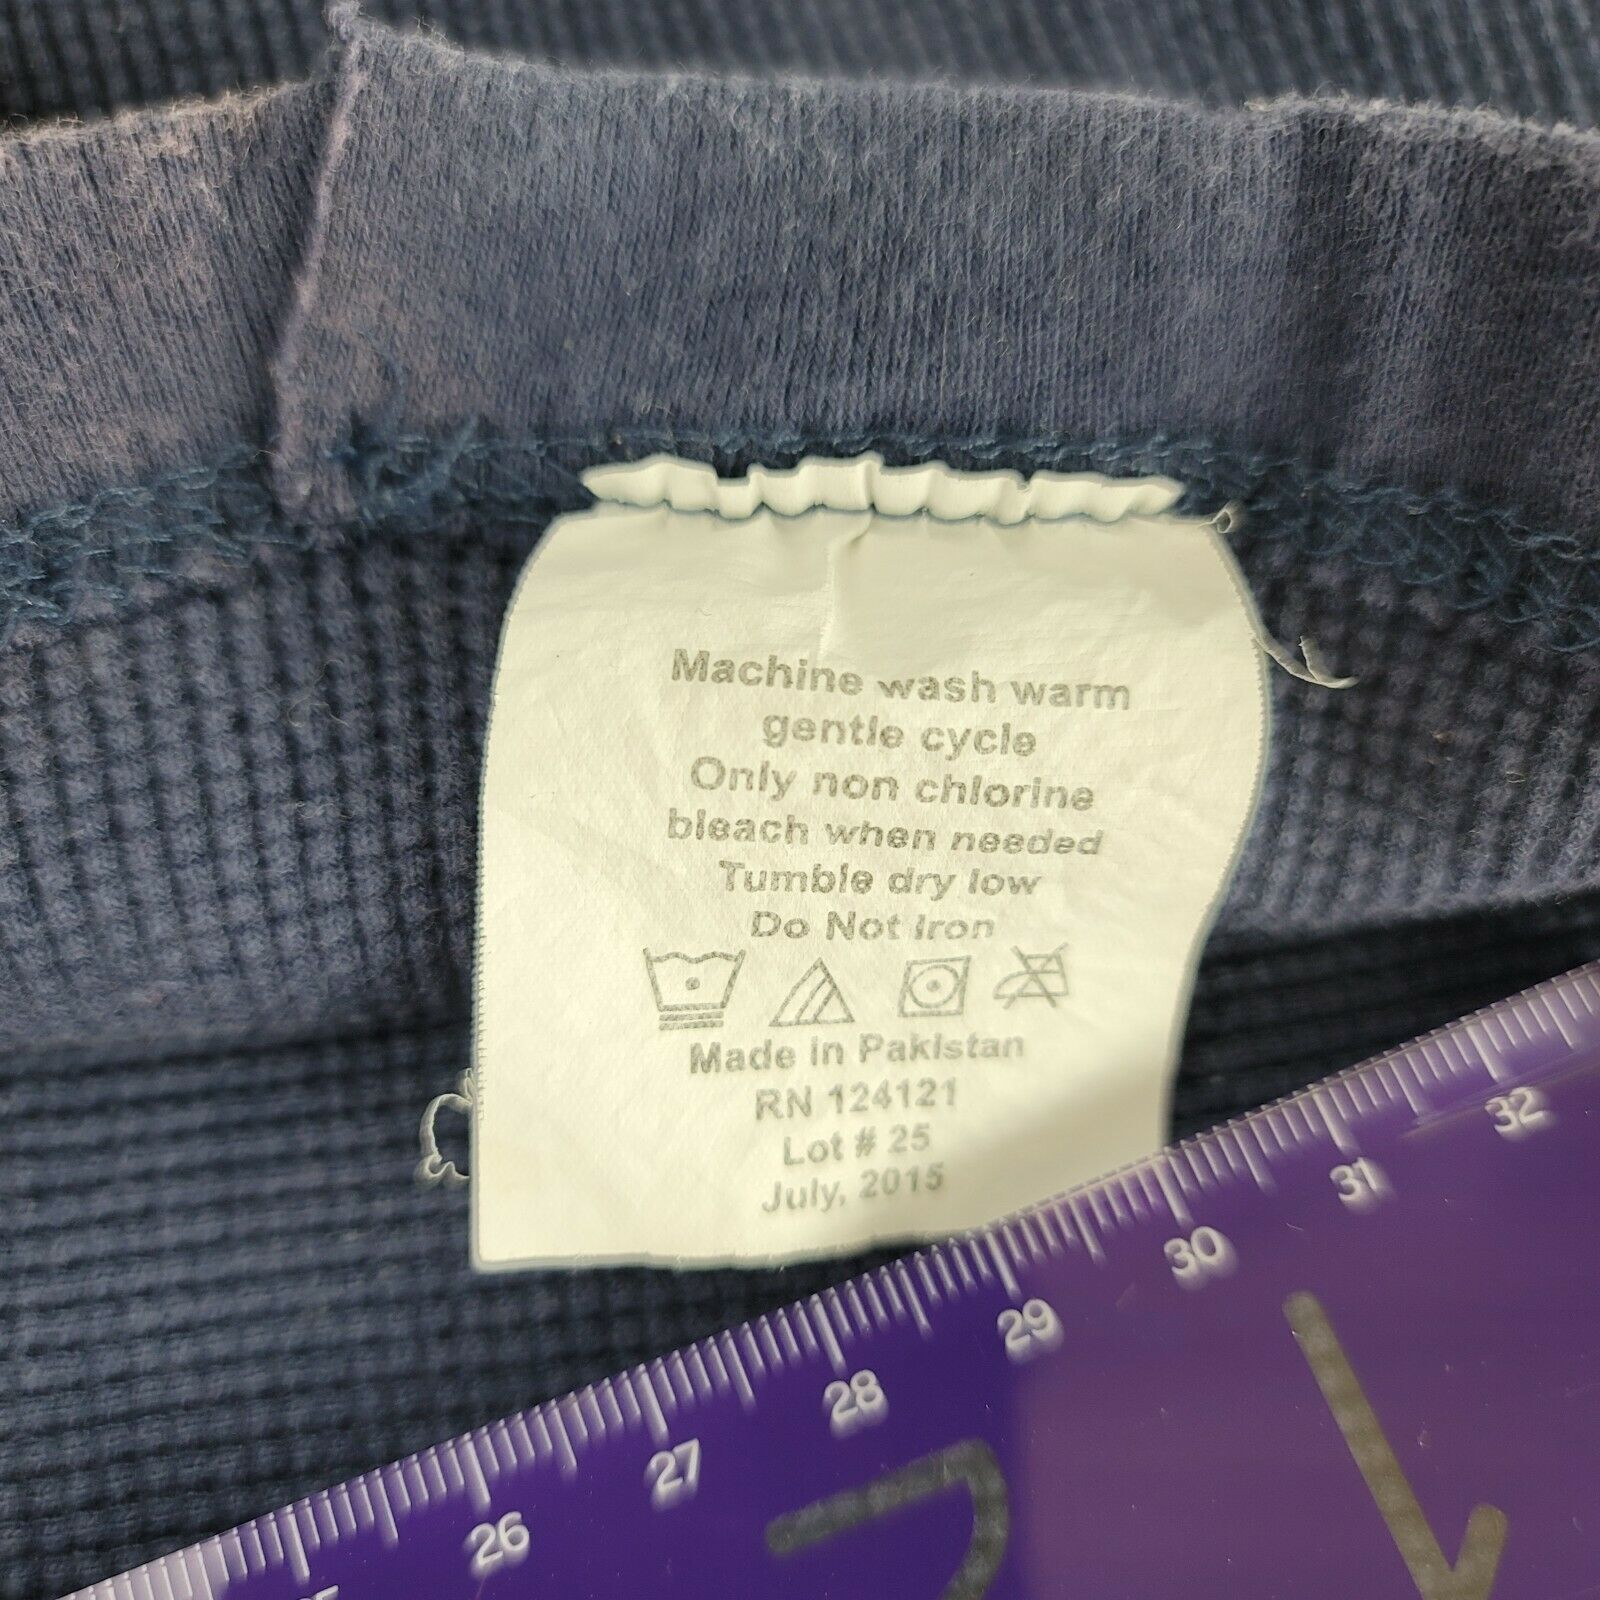 Machine wash warm
gentle cycle
Only non chlorine
bleach when needed
Tumble dry low
Do Not Iron
Made in Pakistan
RN 124121
Lot # 25
July, 2015
26
27
28
29
30
31
32